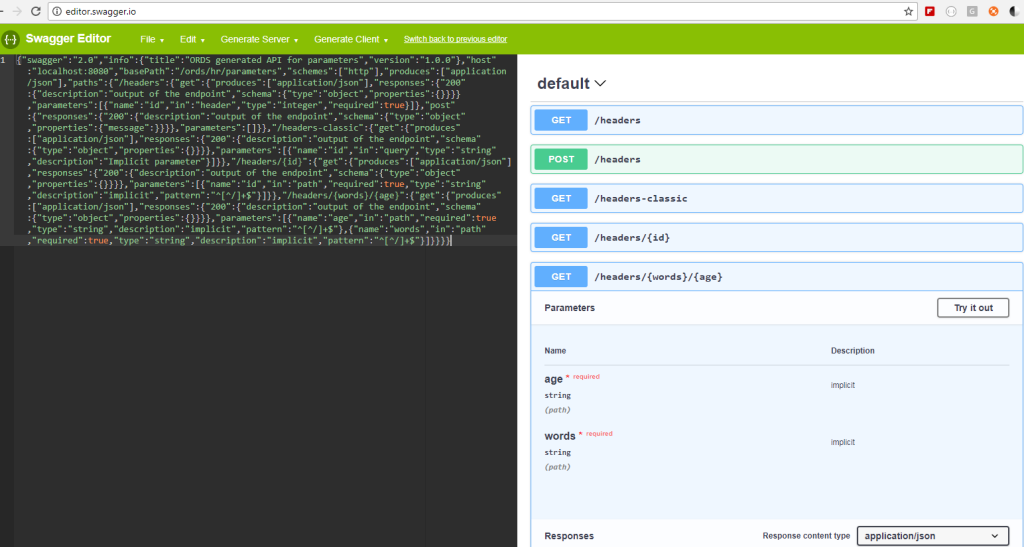 editor.swagger.io
Swagger Editor
File
Edit
Generate Server
Generate Client
Switch back to previous editor
1
{"swagger":"2.0","info":{"title":"ORDS generated API for parameters","version":"1.0.0"},"host"
:"localhost:8080","basePath":"/ords/hr/parameters","schemes":["http"],"produces":["application
/json"],"paths":{"/headers":{"get":{"produces":["application/json"],"responses":{"200"
:{"description":"output of the endpoint","schema":{"type":"object","properties":{}}}}
,"parameters":[{"name":"id","in":"header","type":"integer","required":true}]},"post"
:{"responses":{"200":{"description":"output of the endpoint","schema":{"type":"object"
,"properties":{"message":}}}},"parameters":[]}},"/headers-classic":{"get":{"produces"
:["application/json"],"responses":{"200":{"description":"output of the endpoint","schema"
:{"type":"object","properties":{}}}},"parameters":[{"name":"id","in":"query","type":"string"
,"description":"Implicit parameter"}]}},"/headers/{id}":{"get":{"produces":["application/json"]
,"responses":{"200":{"description":"output of the endpoint","schema":{"type":"object"
,"properties":{}}}},"parameters":[{"name":"id","in":"path","required":true,"type":"string"
,"description":"implicit","pattern":"^[^/]+$"}]}},"/headers/{words}/{age}":{"get":{"produces"
:["application/json"],"responses":{"200":{"description":"output of the endpoint","schema"
:{"type":"object","properties":{}}}},"parameters":[{"name":"age","in":"path","required":true
,"type":"string","description":"implicit","pattern":"^[^/]+$"},{"name":"words","in":"path"
,"required":true,"type":"string","description":"implicit","pattern":"^[^/]+$"}]}}}}
default
GET /headers
POST /headers
GET /headers-classic
GET /headers/{id}
GET /headers/{words}/{age}
Parameters
Try it out
Name Description
age * required
implicit
string
(path)
words * required
implicit
string
(path)
Responses
Response content type
application/json